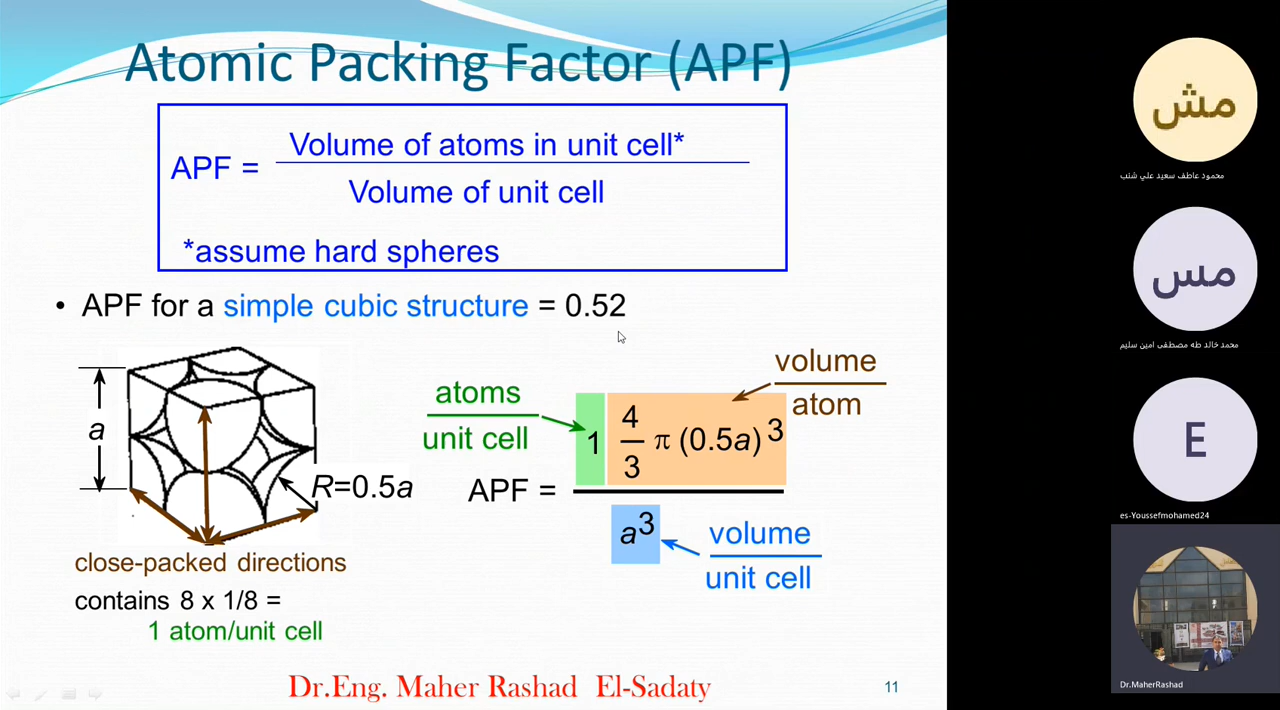 Atomic Packing Factor (APF)
APF =
Volume of atoms in unit cell*
Volume of unit cell
*assume hard spheres
• APF for a simple cubic structure = 0.52
a
R=0.5a
close-packed directions
contains 8 x 1/8 =
1 atom/unit cell
atoms
unit cell
volume
atom
APF =
1 4/3 π (0.5a) 3
a3
volume
unit cell
Dr.Eng. Maher Rashad El-Sadaty
11
مش
محمود عاطف سعيد علي شنب
مس
محمد خالد طه مصطفى امين سليم
E
es-Youssefmohamed24
Dr.MaherRashad